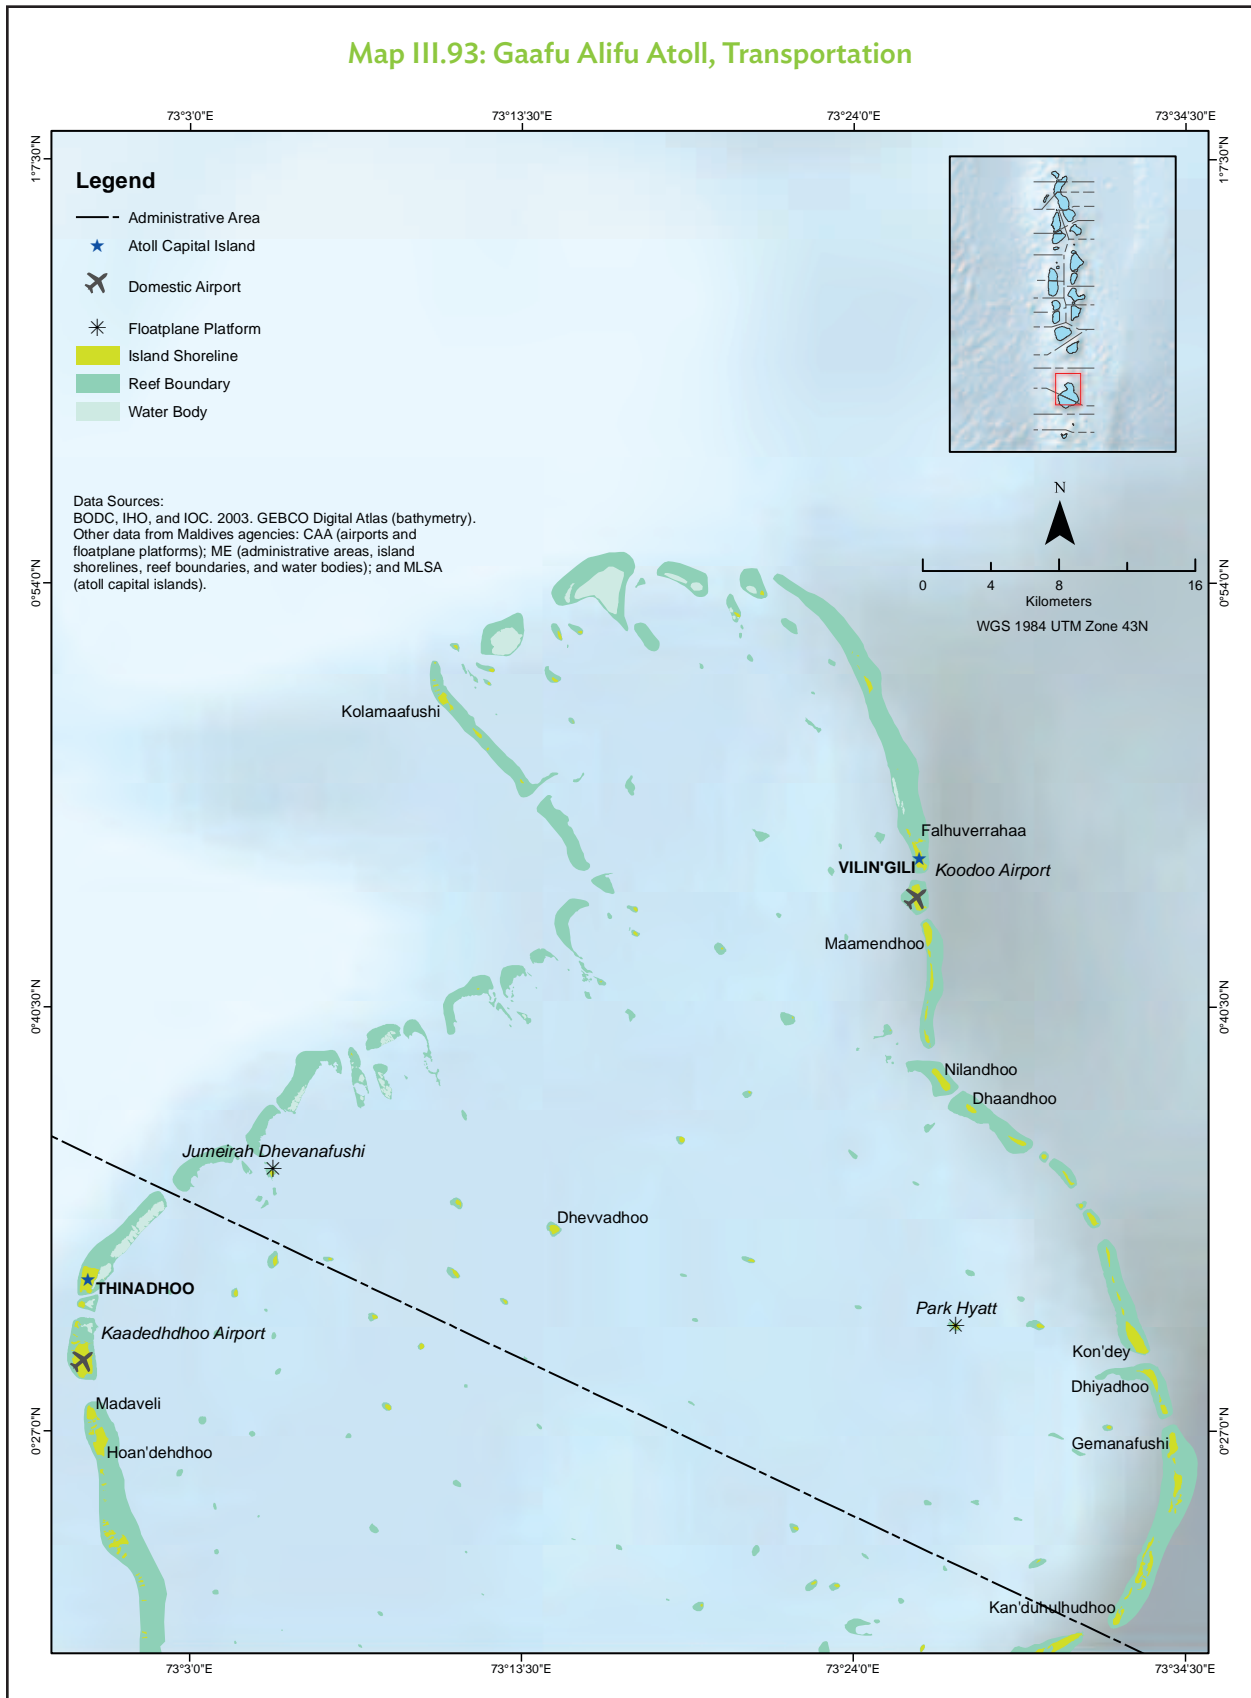 Map III.93: Gaafu Alifu Atoll, Transportation
73°3'0"E
73°13'30"E
73°24'0"E
73°34'30"E
1°7'30"N
1°7'30"N
Legend
Administrative Area
Atoll Capital Island
Domestic Airport
Floatplane Platform
Island Shoreline
Reef Boundary
Water Body
Data Sources:
BODC, IHO, and IOC. 2003. GEBCO Digital Atlas (bathymetry).
Other data from Maldives agencies: CAA (airports and
floatplane platforms); ME (administrative areas, island
shorelines, reef boundaries, and water bodies); and MLSA
(atoll capital islands).
N
0 4 8 16
Kilometers
WGS 1984 UTM Zone 43N
0°54'0"N
0°54'0"N
Kolamaafushi
Falhuverrahaa
VILIN'GILI
Koodoo Airport
Maamendhoo
0°40'30"N
0°40'30"N
Nilandhoo
Dhaandhoo
Jumeirah Dhevanafushi
Dhevvadhoo
THINADHOO
Park Hyatt
Kaadedhdhoo Airport
Kon'dey
Dhiyadhoo
Madaveli
0°27'0"N
0°27'0"N
Gemanafushi
Hoan'dehdhoo
Kan'duhulhudhoo
73°3'0"E
73°13'30"E
73°24'0"E
73°34'30"E